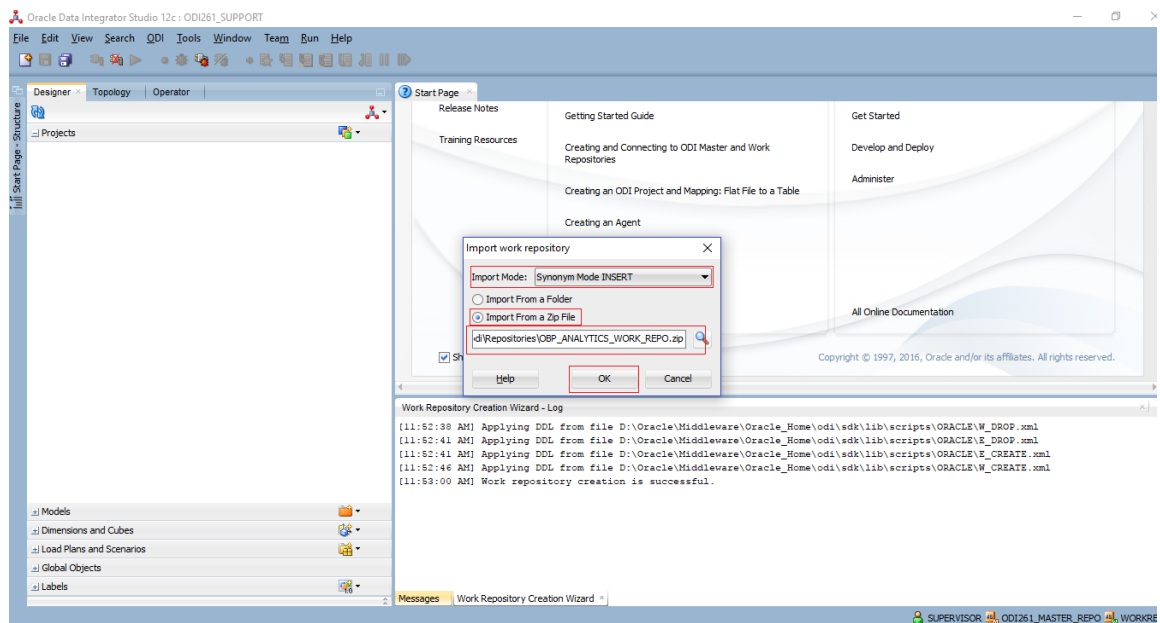 Oracle Data Integrator Studio 12c : ODI261_SUPPORT
File Edit View Search ODI Tools Window Team Run Help
Designer Topology Operator
Start Page
Start Page - Structure
Projects
Release Notes
Training Resources
Getting Started Guide
Creating and Connecting to ODI Master and Work
Repositories
Creating an ODI Project and Mapping: Flat File to a Table
Creating an Agent
Get Started
Develop and Deploy
Administer
All Online Documentation
Import work repository
Import Mode: Synonym Mode INSERT
Import From a Folder
Import From a Zip File
di\Repositories\OBP_ANALYTICS_WORK_REPO.zip
Help OK Cancel
Sh
Copyright © 1997, 2016, Oracle and/or its affiliates. All rights reserved.
Work Repository Creation Wizard - Log
[11:52:38 AM] Applying DDL from file D:\Oracle\Middleware\Oracle_Home\odi\sdk\lib\scripts\ORACLE\W_DROP.xml
[11:52:41 AM] Applying DDL from file D:\Oracle\Middleware\Oracle_Home\odi\sdk\lib\scripts\ORACLE\E_DROP.xml
[11:52:41 AM] Applying DDL from file D:\Oracle\Middleware\Oracle_Home\odi\sdk\lib\scripts\ORACLE\E_CREATE.xml
[11:52:46 AM] Applying DDL from file D:\Oracle\Middleware\Oracle_Home\odi\sdk\lib\scripts\ORACLE\W_CREATE.xml
[11:53:00 AM] Work repository creation is successful.
Models
Dimensions and Cubes
Load Plans and Scenarios
Global Objects
Labels
Messages Work Repository Creation Wizard
SUPERVISOR ODI261_MASTER_REPO WORKRE